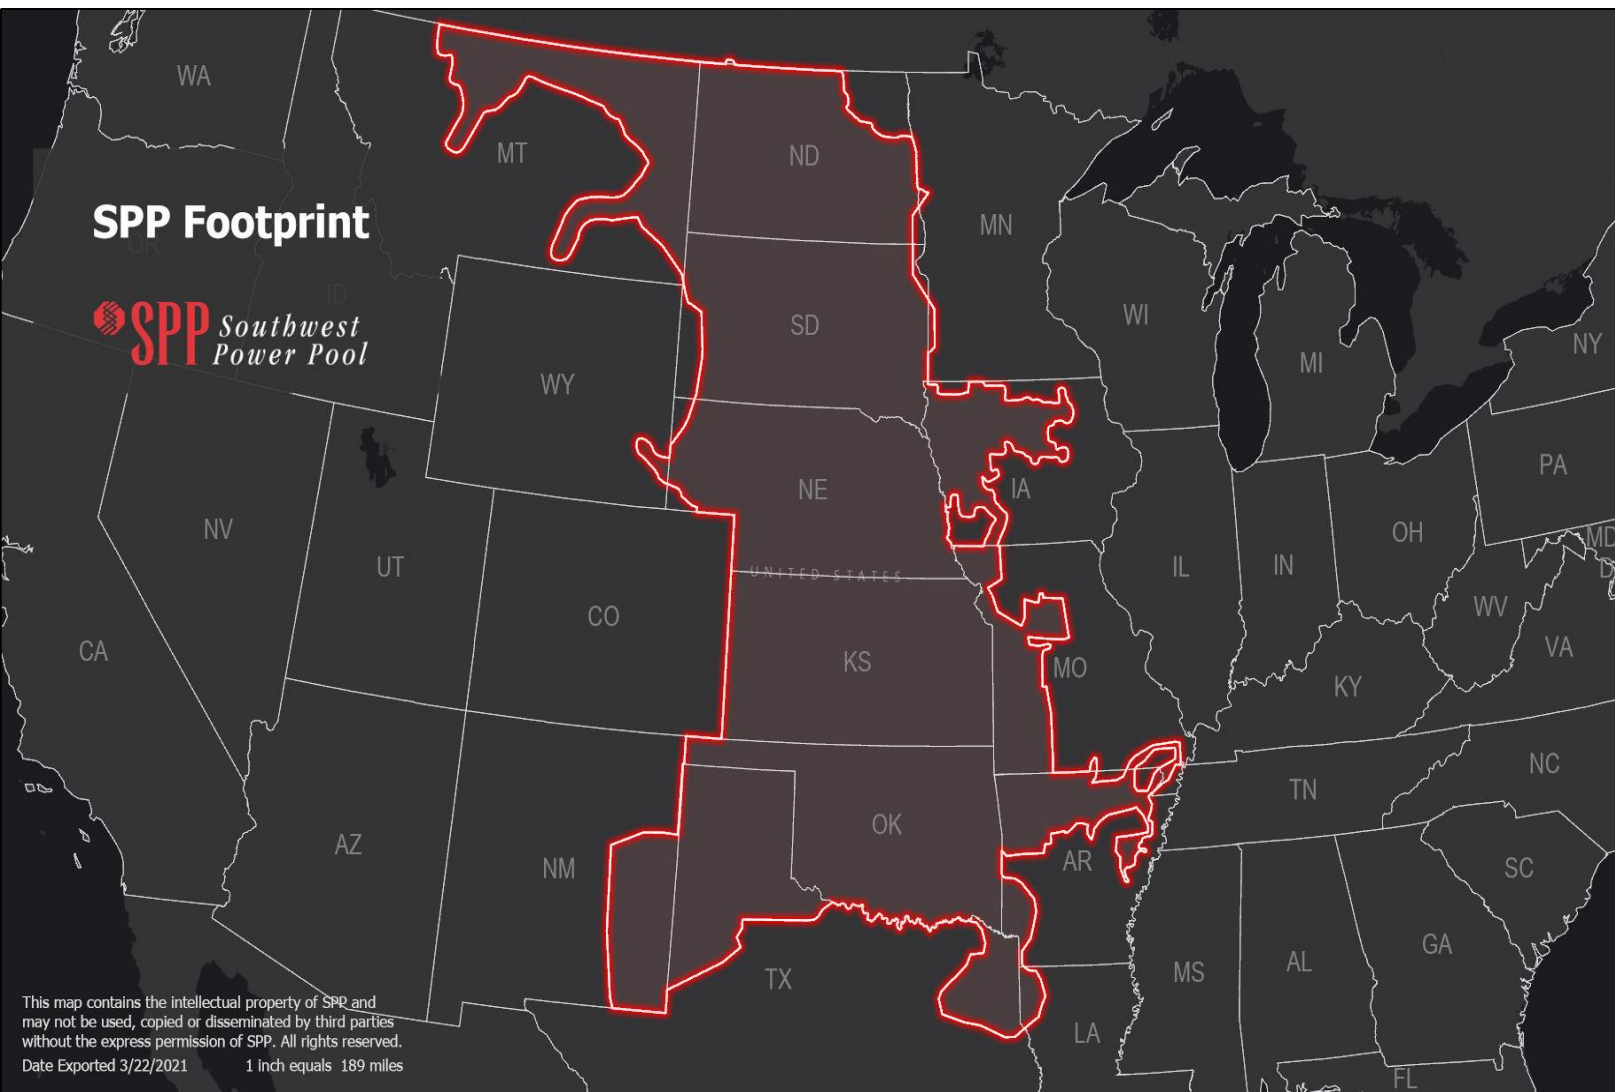 WA
MT
ND
MN
SPP Footprint
OR
ID
SPP Southwest
Power Pool
SD
WI
MI
NY
WY
NE
IA
PA
NV
UT
CO
UNITED STATES
IL
IN
OH
MD
D
WV
VA
CA
KS
MO
KY
AZ
NM
OK
AR
TN
NC
SC
TX
MS
AL
GA
LA
FL
This map contains the intellectual property of SPP and
may not be used, copied or disseminated by third parties
without the express permission of SPP. All rights reserved.
Date Exported 3/22/2021 1 inch equals 189 miles